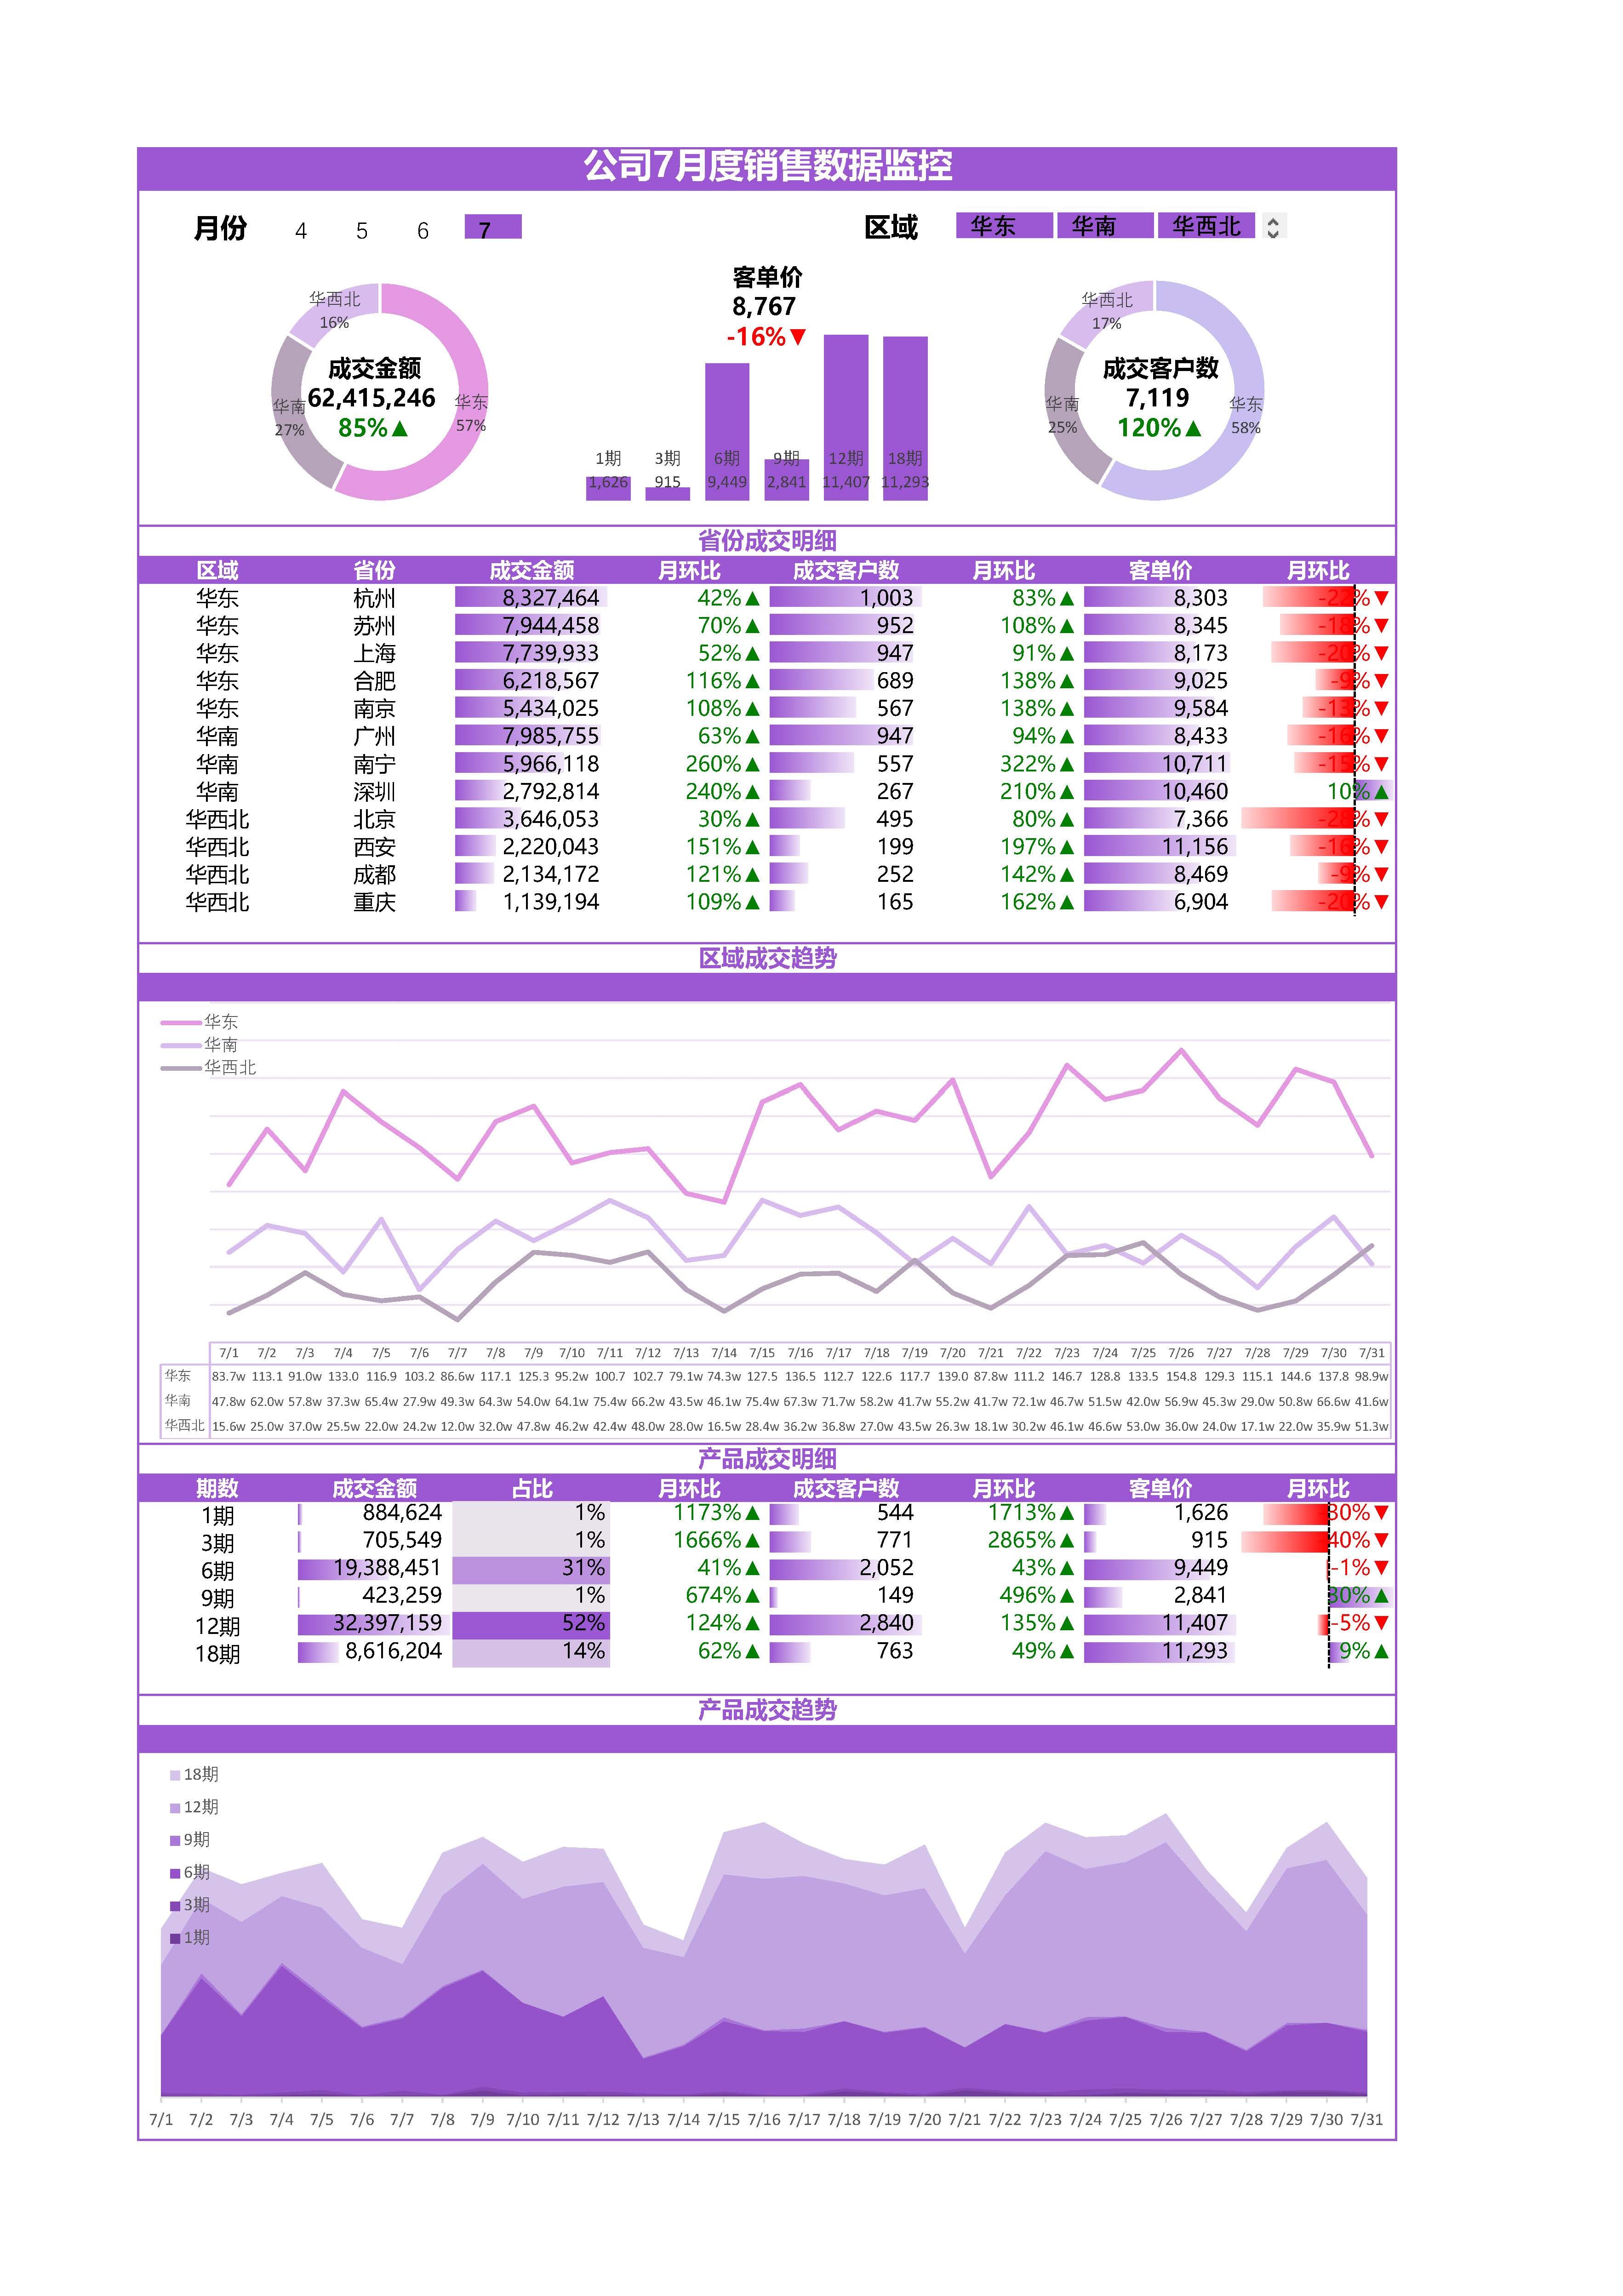 公司7月度销售数据监控
月份 4 5 6 7 区域 华东 华南 华西北
华西北
16%
成交金额
62,415,246
85%▲
华南
27%
华东
57%
客单价
8,767
-16%▼
1期 3期 6期 9期 12期 18期
1,626 915 9,449 2,841 11,407 11,293
华西北
17%
成交客户数
7,119
120%▲
华南
25%
华东
58%
省份成交明细
区域 省份 成交金额 月环比 成交客户数 月环比 客单价 月环比
华东 杭州 8,327,464 42%▲ 1,003 83%▲ 8,303 -22%▼
华东 苏州 7,944,458 70%▲ 952 108%▲ 8,345 -18%▼
华东 上海 7,739,933 52%▲ 947 91%▲ 8,173 -20%▼
华东 合肥 6,218,567 116%▲ 689 138%▲ 9,025 -9%▼
华东 南京 5,434,025 108%▲ 567 138%▲ 9,584 -13%▼
华南 广州 7,985,755 63%▲ 947 94%▲ 8,433 -16%▼
华南 南宁 5,966,118 260%▲ 557 322%▲ 10,711 -15%▼
华南 深圳 2,792,814 240%▲ 267 210%▲ 10,460 10%▲
华西北 北京 3,646,053 30%▲ 495 80%▲ 7,366 -28%▼
华西北 西安 2,220,043 151%▲ 199 197%▲ 11,156 -16%▼
华西北 成都 2,134,172 121%▲ 252 142%▲ 8,469 -9%▼
华西北 重庆 1,139,194 109%▲ 165 162%▲ 6,904 -20%▼
区域成交趋势
华东
华南
华西北
7/1 7/2 7/3 7/4 7/5 7/6 7/7 7/8 7/9 7/10 7/11 7/12 7/13 7/14 7/15 7/16 7/17 7/18 7/19 7/20 7/21 7/22 7/23 7/24 7/25 7/26 7/27 7/28 7/29 7/30 7/31
华东 83.7w 113.1 91.0w 133.0 116.9 103.2 86.6w 117.1 125.3 95.2w 100.7 102.7 79.1w 74.3w 127.5 136.5 112.7 122.6 117.7 139.0 87.8w 111.2 146.7 128.8 133.5 154.8 129.3 115.1 144.6 137.8 98.9w
华南 47.8w 62.0w 57.8w 37.3w 65.4w 27.9w 49.3w 64.3w 54.0w 64.1w 75.4w 66.2w 43.5w 46.1w 75.4w 67.3w 71.7w 58.2w 41.7w 55.2w 41.7w 72.1w 46.7w 51.5w 42.0w 56.9w 45.3w 29.0w 50.8w 66.6w 41.6w
华西北 15.6w 25.0w 37.0w 25.5w 22.0w 24.2w 12.0w 32.0w 47.8w 46.2w 42.4w 48.0w 28.0w 16.5w 28.4w 36.2w 36.8w 27.0w 43.5w 26.3w 18.1w 30.2w 46.1w 46.6w 53.0w 36.0w 24.0w 17.1w 22.0w 35.9w 51.3w
产品成交明细
期数 成交金额 占比 月环比 成交客户数 月环比 客单价 月环比
1期 884,624 1% 1173%▲ 544 1713%▲ 1,626 30%▼
3期 705,549 1% 1666%▲ 771 2865%▲ 915 40%▼
6期 19,388,451 31% 41%▲ 2,052 43%▲ 9,449 -1%▼
9期 423,259 1% 674%▲ 149 496%▲ 2,841 30%▲
12期 32,397,159 52% 124%▲ 2,840 135%▲ 11,407 -5%▼
18期 8,616,204 14% 62%▲ 763 49%▲ 11,293 9%▲
产品成交趋势
18期
12期
9期
6期
3期
1期
7/1 7/2 7/3 7/4 7/5 7/6 7/7 7/8 7/9 7/10 7/11 7/12 7/13 7/14 7/15 7/16 7/17 7/18 7/19 7/20 7/21 7/22 7/23 7/24 7/25 7/26 7/27 7/28 7/29 7/30 7/31